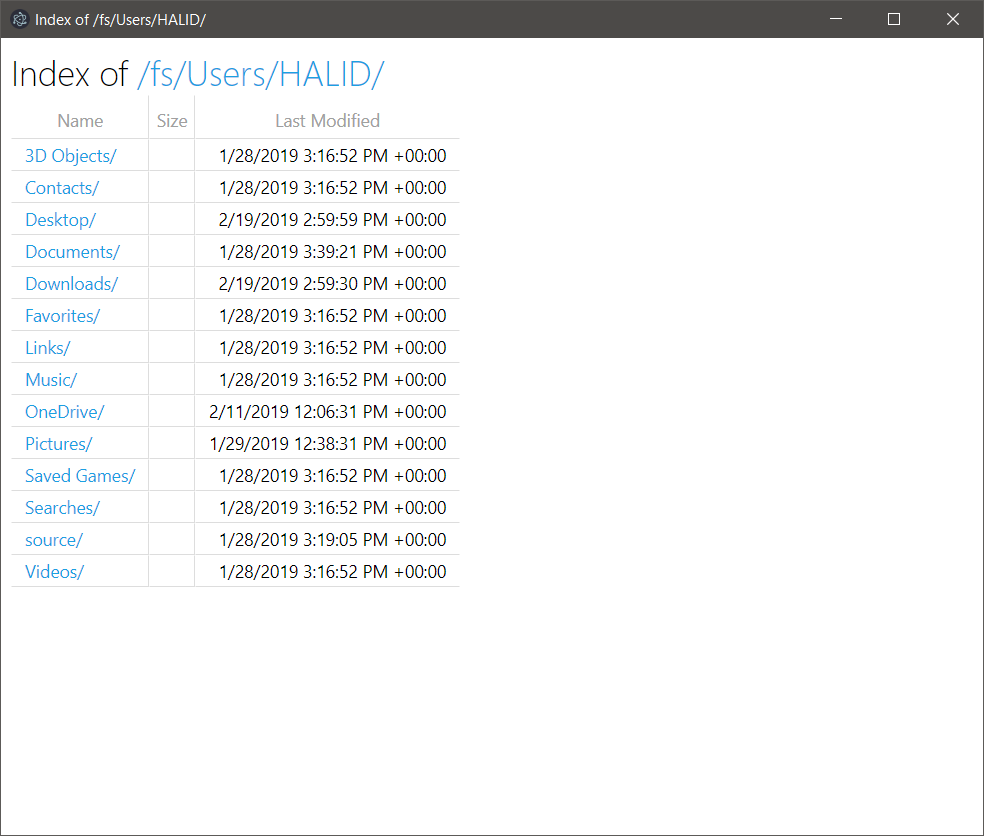 Index of /fs/Users/HALID/
Index of /fs/Users/HALID/
Name Size Last Modified
3D Objects/ 1/28/2019 3:16:52 PM +00:00
Contacts/ 1/28/2019 3:16:52 PM +00:00
Desktop/ 2/19/2019 2:59:59 PM +00:00
Documents/ 1/28/2019 3:39:21 PM +00:00
Downloads/ 2/19/2019 2:59:30 PM +00:00
Favorites/ 1/28/2019 3:16:52 PM +00:00
Links/ 1/28/2019 3:16:52 PM +00:00
Music/ 1/28/2019 3:16:52 PM +00:00
OneDrive/ 2/11/2019 12:06:31 PM +00:00
Pictures/ 1/29/2019 12:38:31 PM +00:00
Saved Games/ 1/28/2019 3:16:52 PM +00:00
Searches/ 1/28/2019 3:16:52 PM +00:00
source/ 1/28/2019 3:19:05 PM +00:00
Videos/ 1/28/2019 3:16:52 PM +00:00